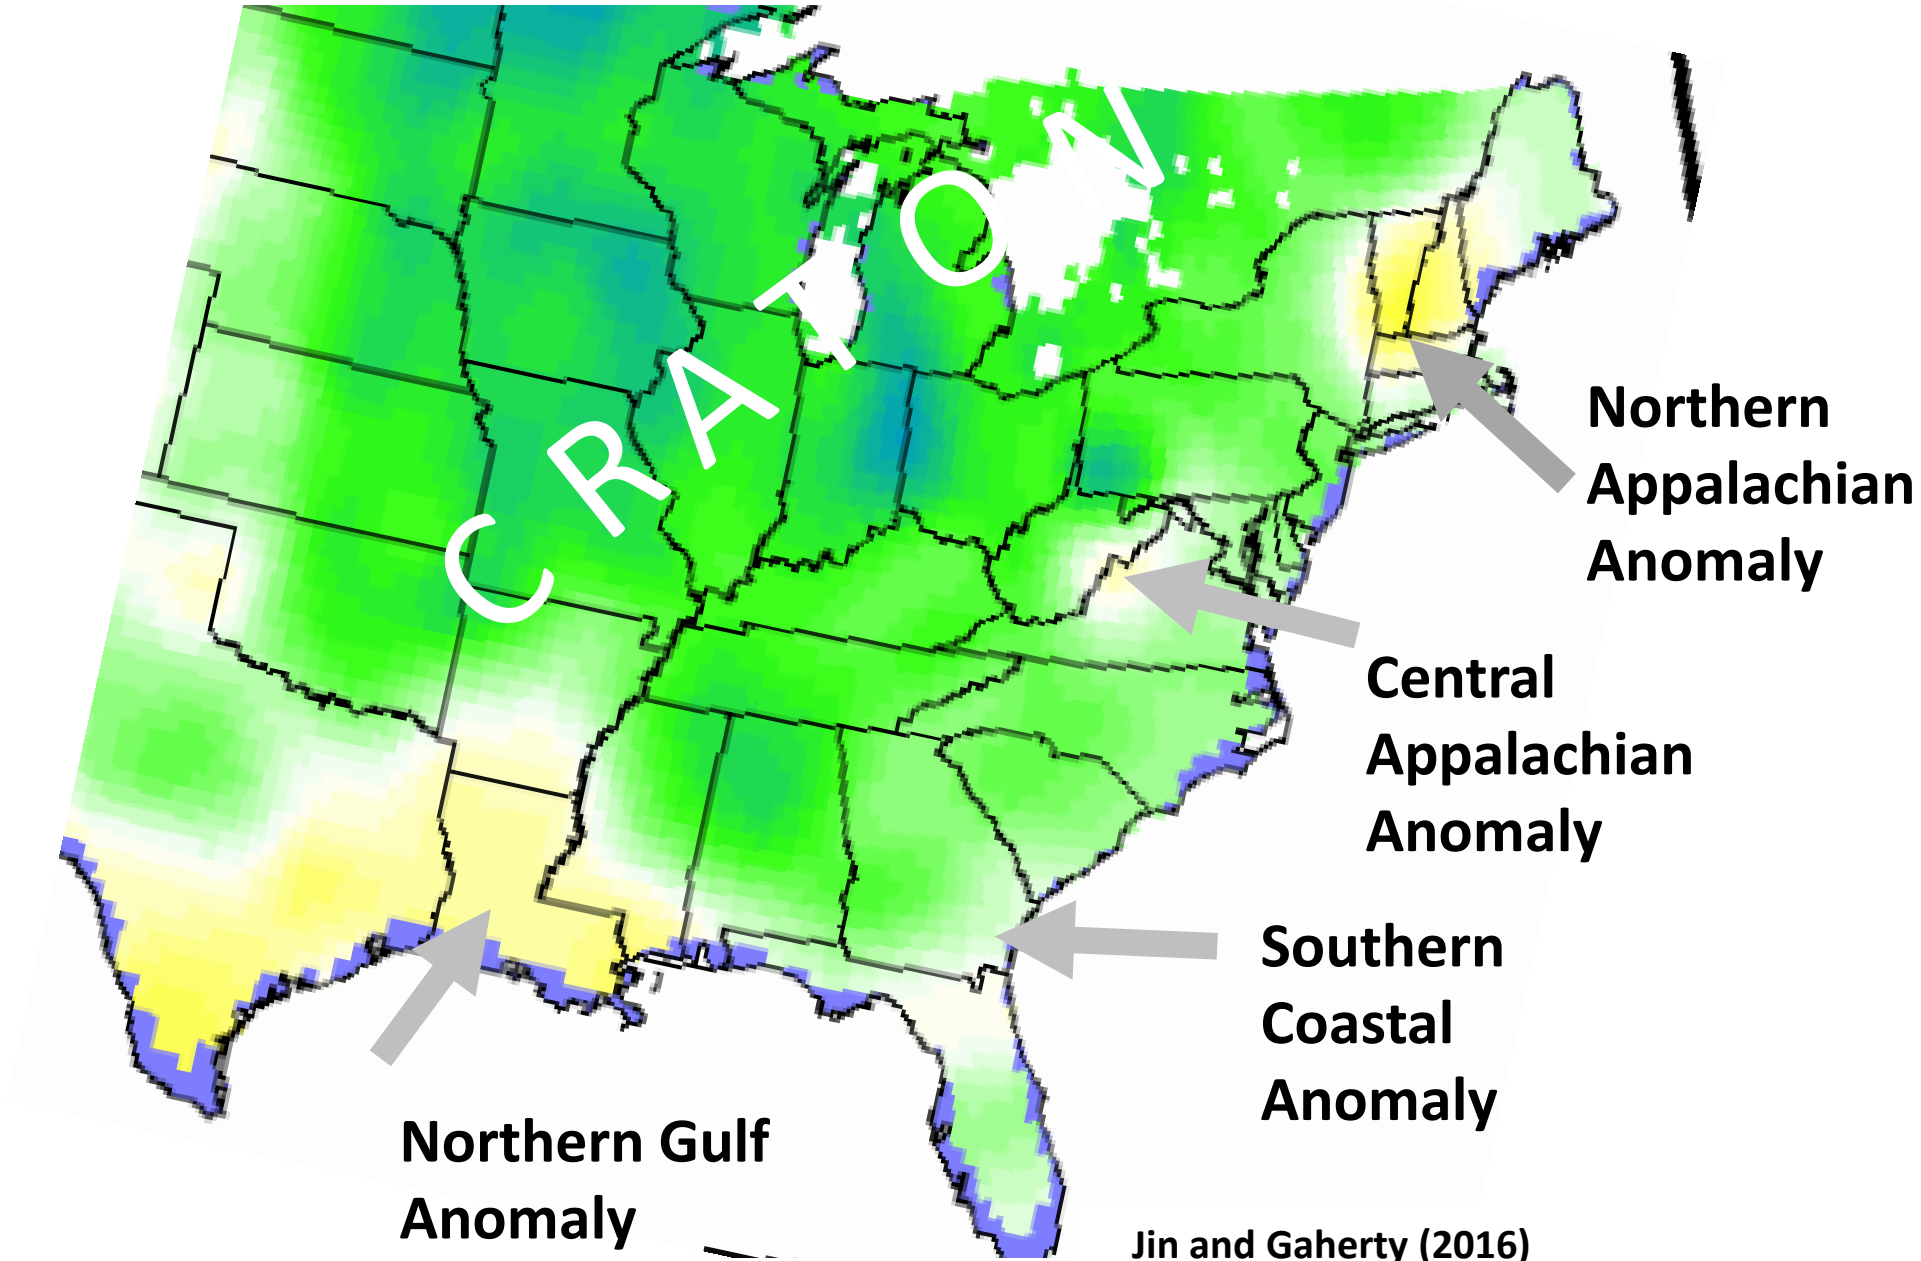 CRATON
Northern
Appalachian
Anomaly
Central
Appalachian
Anomaly
Southern
Coastal
Anomaly
Northern Gulf
Anomaly
Jin and Gaherty (2016)